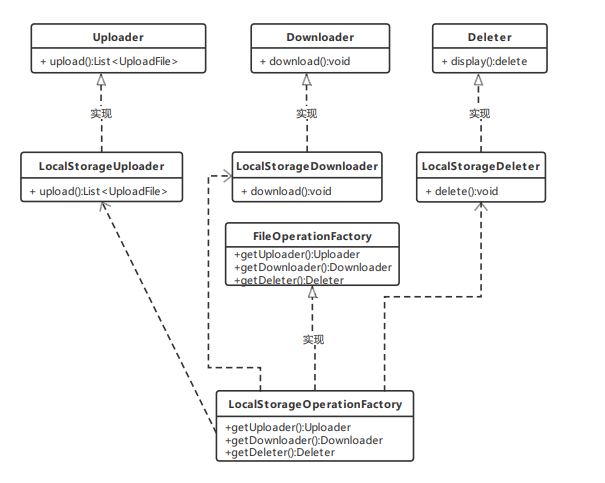 Uploader
+ upload():List<UploadFile>
Downloader
+ download():void
Deleter
+ display():delete
实现
实现
实现
LocalStorageUploader
+ upload():List<UploadFile>
LocalStorageDownloader
+ download():void
LocalStorageDeleter
+ delete():void
FileOperationFactory
+getUploader():Uploader
+getDownloader():Downloader
+getDeleter():Deleter
实现
LocalStorageOperationFactory
+getUploader():Uploader
+getDownloader():Downloader
+getDeleter():Deleter